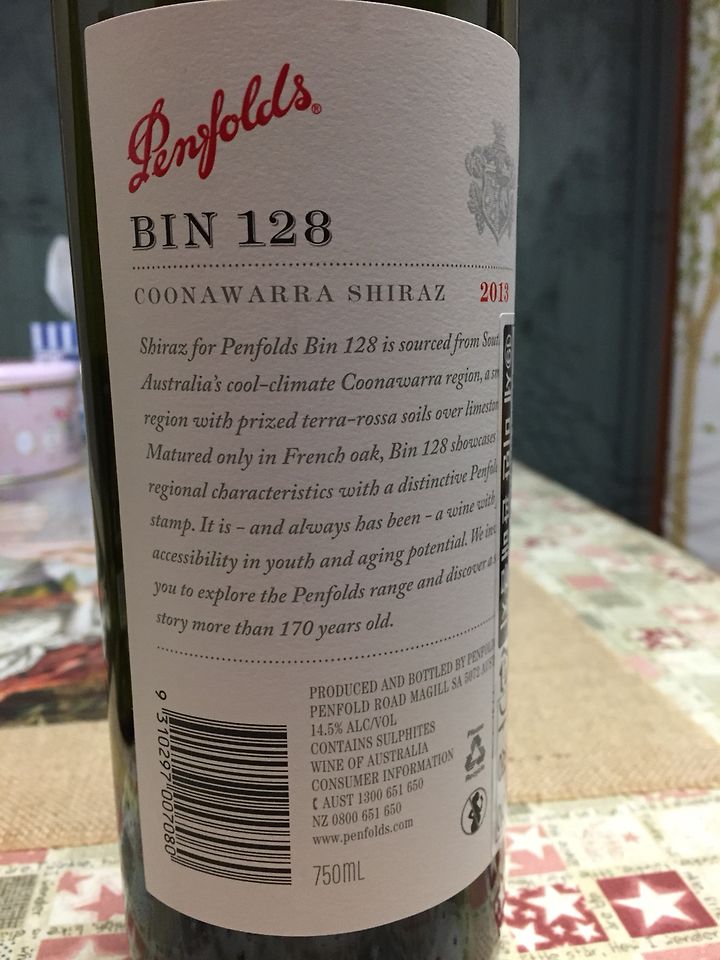 Penfolds®
BIN 128
COONAWARRA SHIRAZ 2013
Shiraz for Penfolds Bin 128 is sourced from
Australia's cool-climate Coonawarra region, a
region with prized terra-rossa soils over
Matured only in French oak, Bin 128 showcases
regional characteristics with a distinctive
stamp. It is - and always has been - a wine with
accessibility in youth and aging potential. We
you to explore the Penfolds range and discover a
story more than 170 years old.
PRODUCED AND BOTTLED BY
PENFOLD ROAD MAGILL SA 5072
14.5% ALC/VOL
CONTAINS SULPHITES
WINE OF AUSTRALIA
CONSUMER INFORMATION
AUST 1300 651 650
NZ 0800 651 650
www.penfolds.com
750ML
Please
Recycle
9 310297 007080